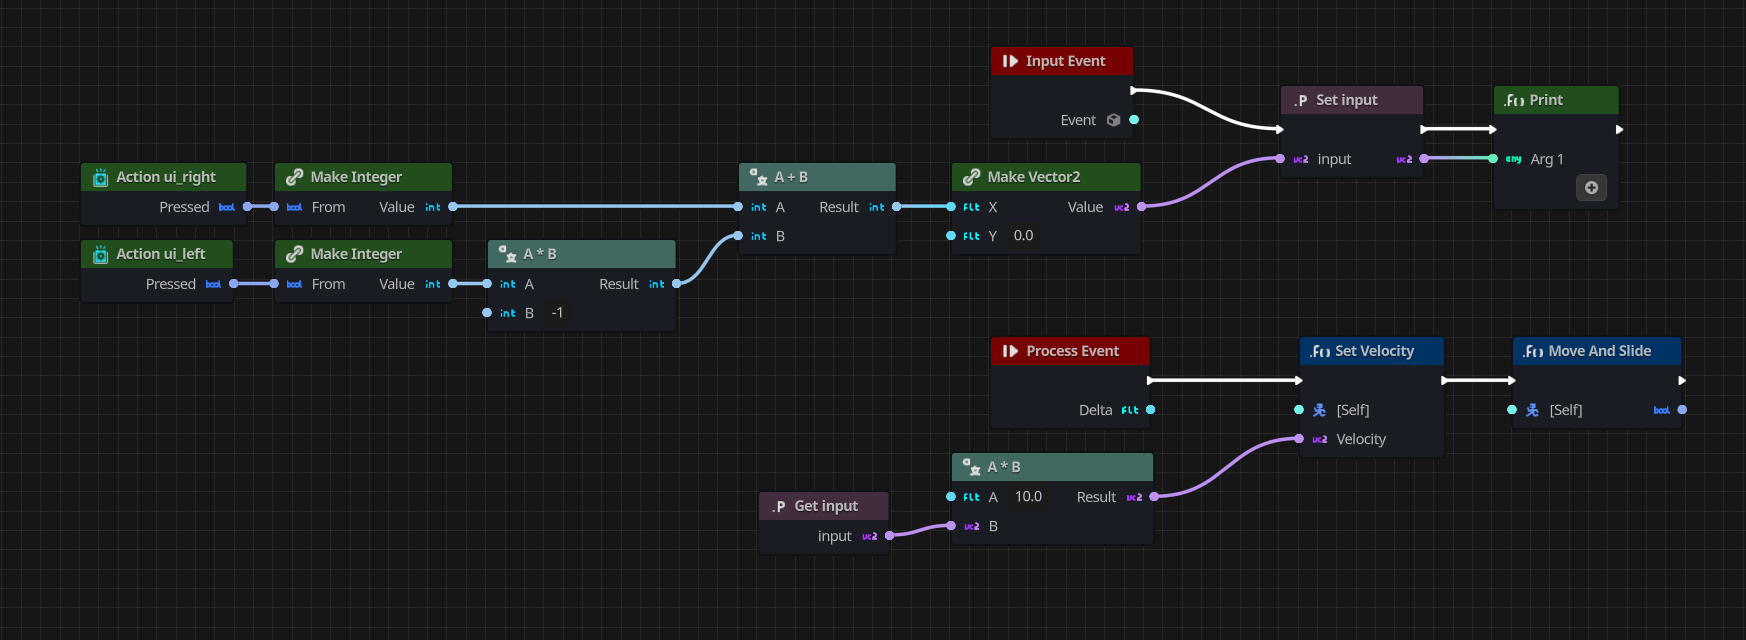 Input Event
Event
.P Set input
vc2 input vc2
.f() Print
any Arg 1
Action ui_right
Pressed bool
Make Integer
bool From Value int
A + B
int A Result int
int B
Make Vector2
flt X Value vc2
flt Y 0.0
Action ui_left
Pressed bool
Make Integer
bool From Value int
A * B
int A Result int
int B -1
Process Event
Delta flt
.f() Set Velocity
[Self]
vc2 Velocity
.f() Move And Slide
[Self] bool
A * B
flt A 10.0 Result vc2
vc2 B
.P Get input
input vc2